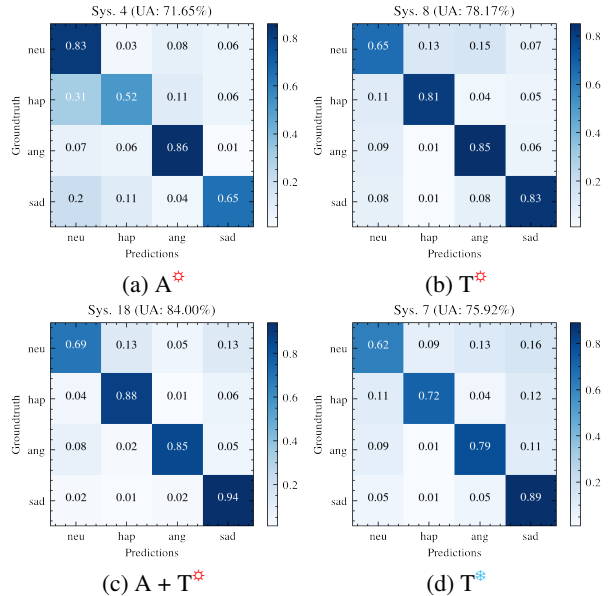 Sys. 4 (UA: 71.65%)
Groundtruth
neu 0.83 0.03 0.08 0.06
hap 0.31 0.52 0.11 0.06
ang 0.07 0.06 0.86 0.01
sad 0.2 0.11 0.04 0.65
neu hap ang sad
Predictions
0.8
0.6
0.4
0.2
(a) A☼
Sys. 8 (UA: 78.17%)
Groundtruth
neu 0.65 0.13 0.15 0.07
hap 0.11 0.81 0.04 0.05
ang 0.09 0.01 0.85 0.06
sad 0.08 0.01 0.08 0.83
neu hap ang sad
Predictions
0.8
0.6
0.4
0.2
(b) T☼
Sys. 18 (UA: 84.00%)
Groundtruth
neu 0.69 0.13 0.05 0.13
hap 0.04 0.88 0.01 0.06
ang 0.08 0.02 0.85 0.05
sad 0.02 0.01 0.02 0.94
neu hap ang sad
Predictions
0.8
0.6
0.4
0.2
(c) A + T☼
Sys. 7 (UA: 75.92%)
Groundtruth
neu 0.62 0.09 0.13 0.16
hap 0.11 0.72 0.04 0.12
ang 0.09 0.01 0.79 0.11
sad 0.05 0.01 0.05 0.89
neu hap ang sad
Predictions
0.8
0.6
0.4
0.2
(d) T❄